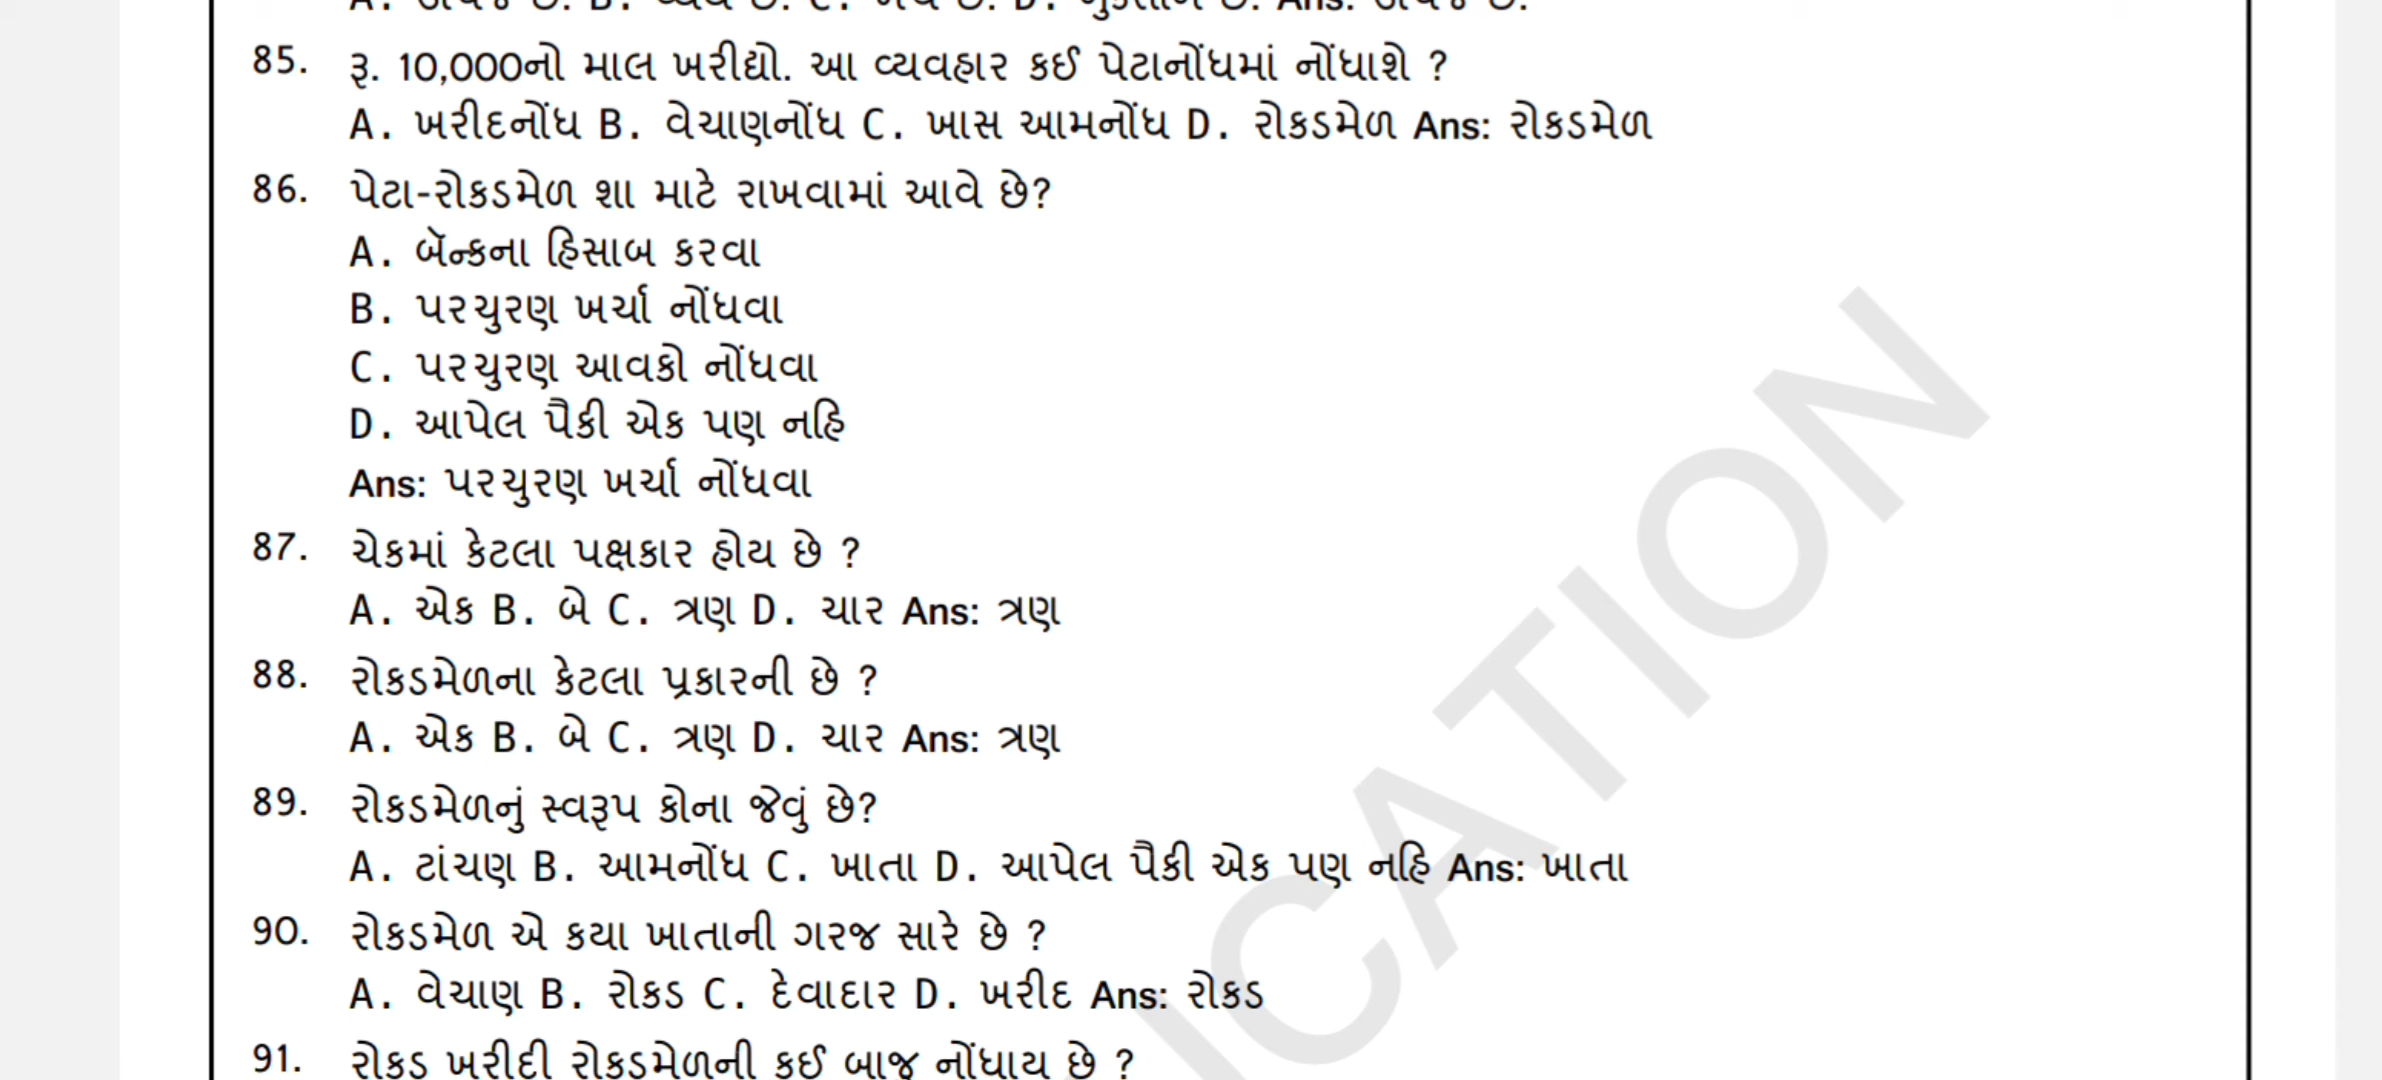 85. રૂ. 10,000નો માલ ખરીદ્યો. આ વ્યવહાર કઈ પેટાનોંધમાં નોંધાશે ?
A. ખરીદનોંધ B. વેચાણનોંધ C. ખાસ આમનોંધ D. રોકડમેળ Ans: રોકડમેળ
86. પેટા-રોકડમેળ શા માટે રાખવામાં આવે છે?
A. બૅન્કના હિસાબ કરવા
B. પરચુરણ ખર્ચા નોંધવા
C. પરચુરણ આવકો નોંધવા
D. આપેલ પૈકી એક પણ નહિ
Ans: પરચુરણ ખર્ચા નોંધવા
87. ચેકમાં કેટલા પક્ષકાર હોય છે ?
A. એક B. બે C. ત્રણ D. ચાર Ans: ત્રણ
88. રોકડમેળના કેટલા પ્રકારની છે ?
A. એક B. બે C. ત્રણ D. ચાર Ans: ત્રણ
89. રોકડમેળનું સ્વરૂપ કોના જેવું છે?
A. ટાંચણ B. આમનોંધ C. ખાતા D. આપેલ પૈકી એક પણ નહિ Ans: ખાતા
90. રોકડમેળ એ કયા ખાતાની ગરજ સારે છે ?
A. વેચાણ B. રોકડ C. દેવાદાર D. ખરીદ Ans: રોકડ
91. રોકડ ખરીદી રોકડમેળની કઈ બાજુ નોંધાય છે ?
ICATION